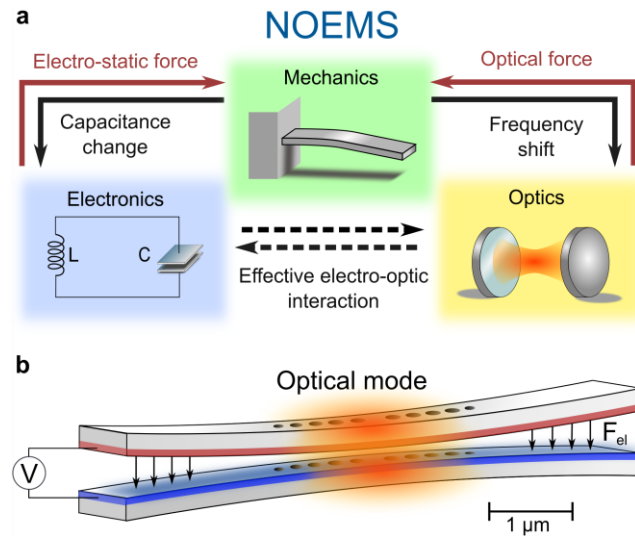 a
NOEMS
Electro-static force
Mechanics
Optical force
Capacitance
change
Frequency
shift
Electronics
L
C
Optics
Effective electro-optic
interaction
b
Optical mode
V
Fel
1 μm